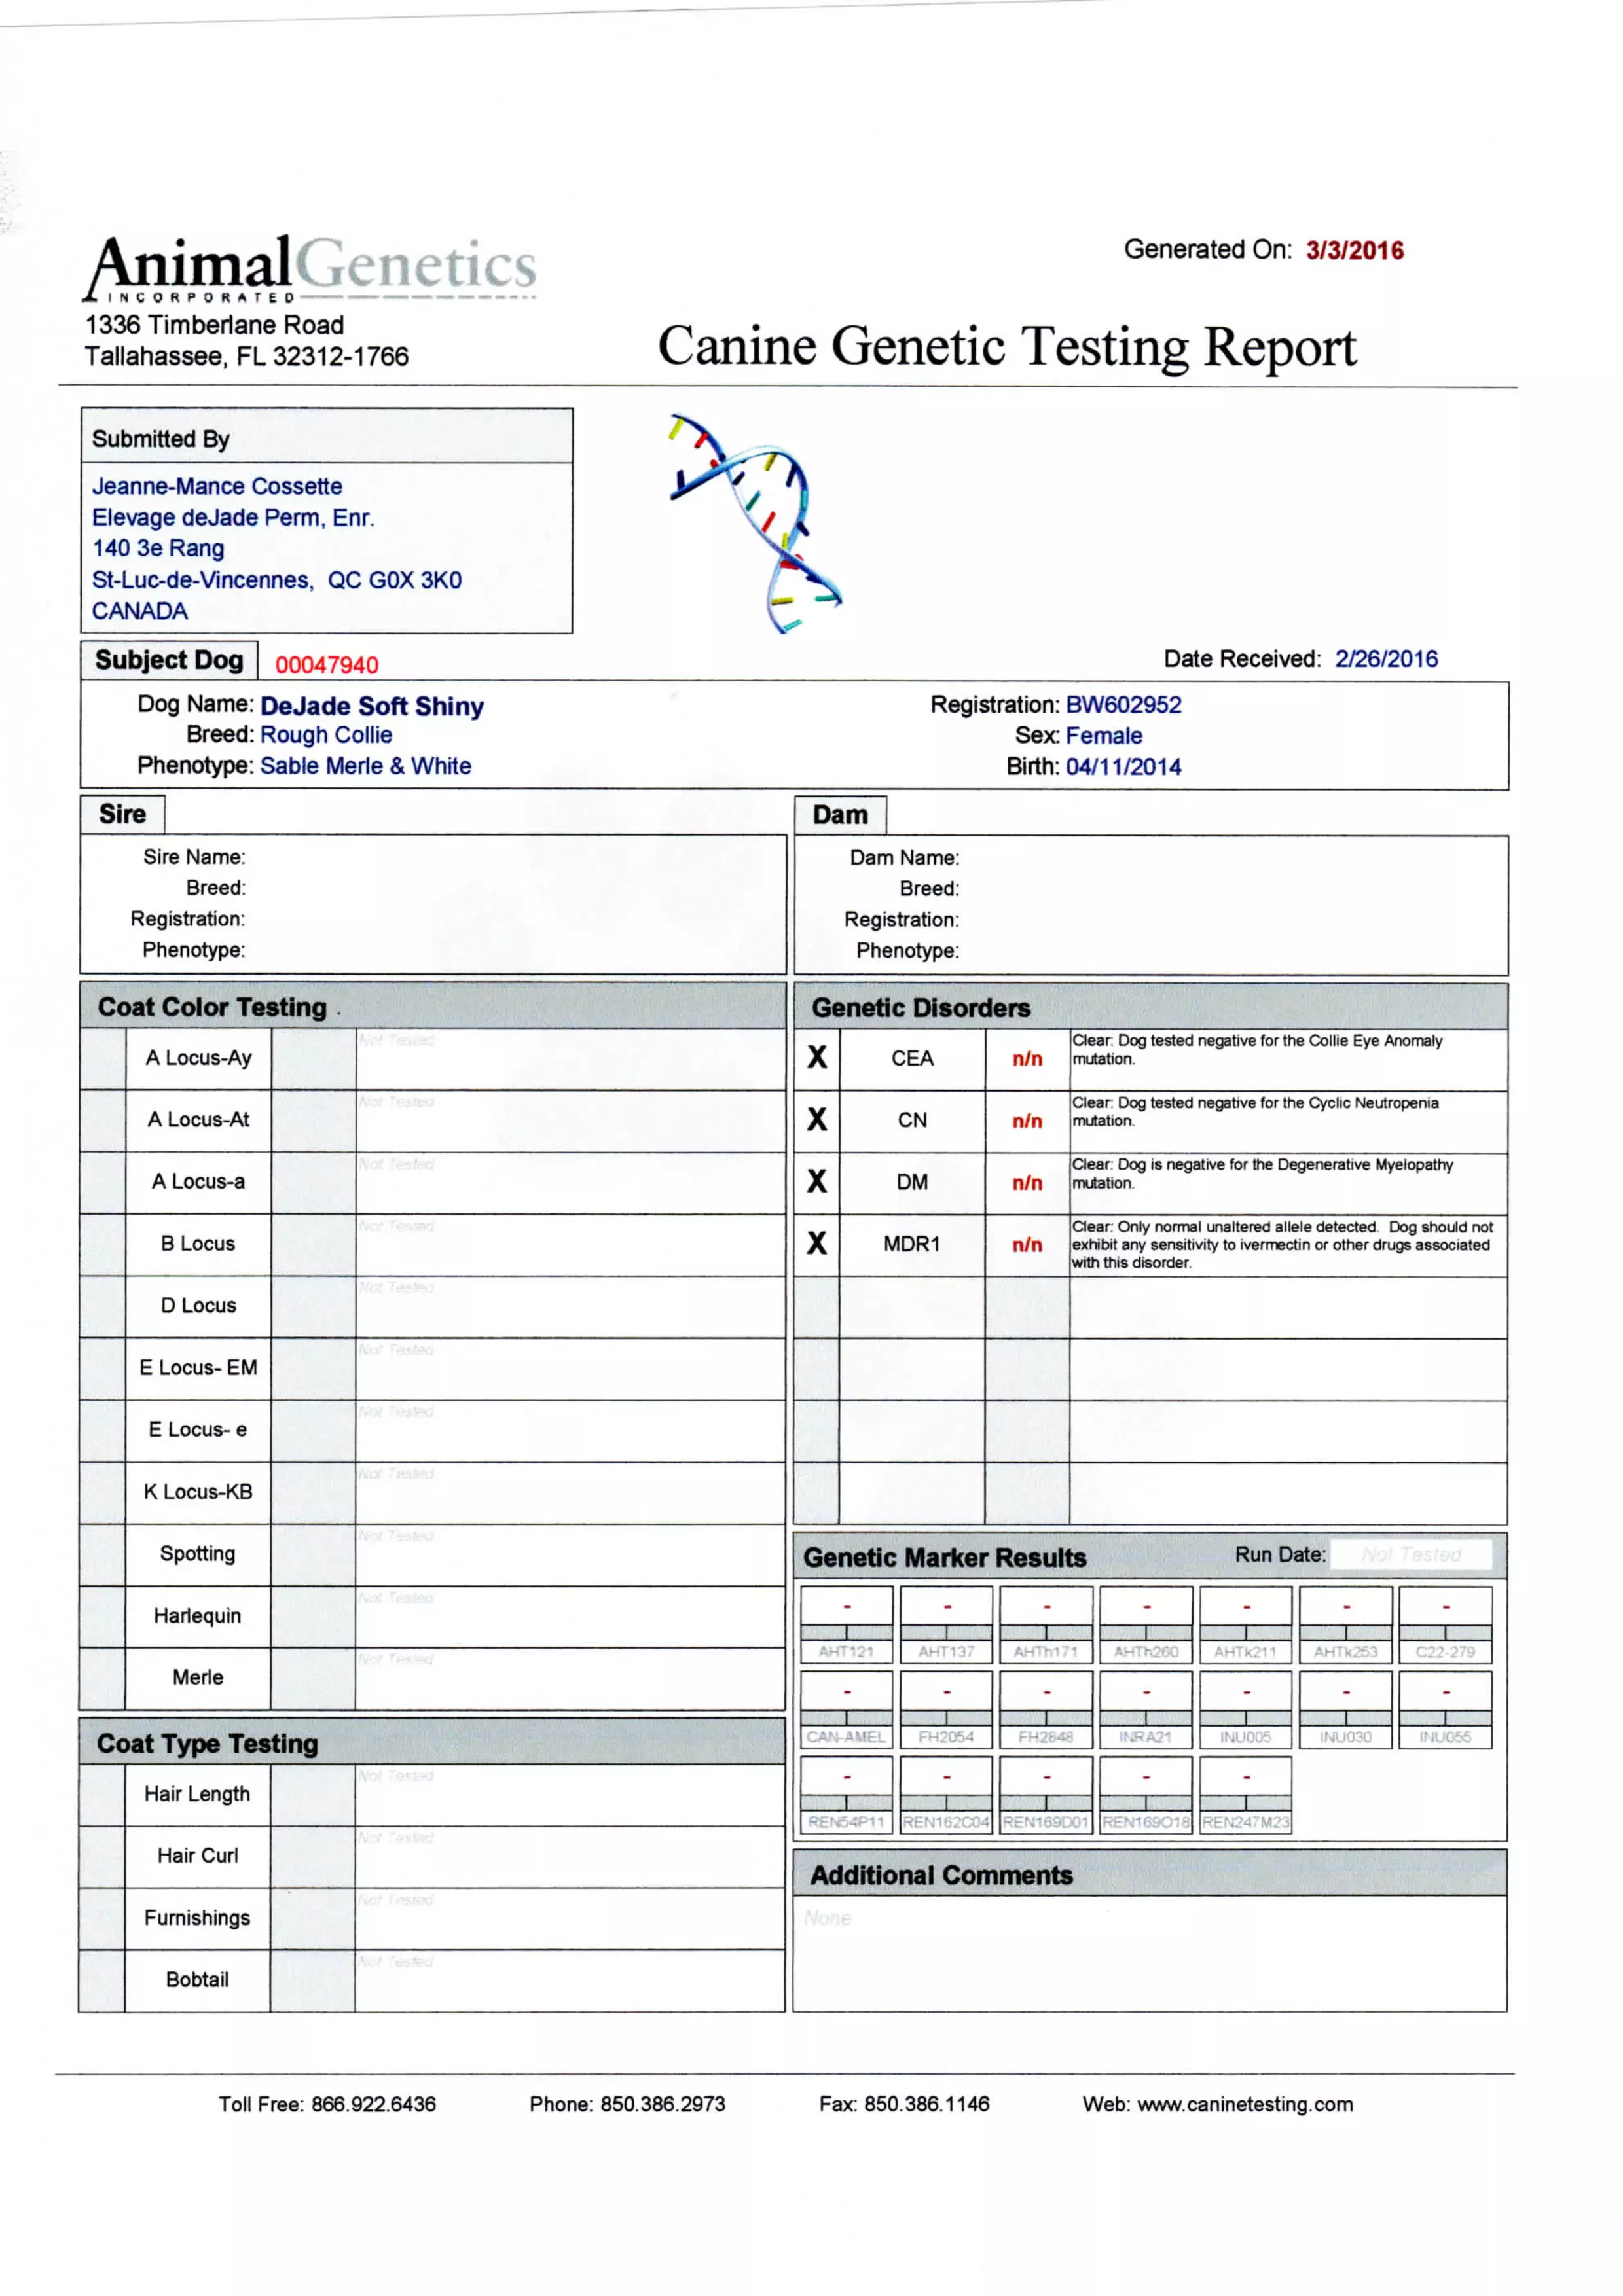 AnimalGenetics
INCORPORATED
1336 Timberlane Road
Tallahassee, FL 32312-1766
Generated On: 3/3/2016
Canine Genetic Testing Report
Submitted By
Jeanne-Mance Cossette
Elevage deJade Perm, Enr.
140 3e Rang
St-Luc-de-Vincennes, QC G0X 3K0
CANADA
Subject Dog 00047940
Date Received: 2/26/2016
Dog Name: DeJade Soft Shiny
Breed: Rough Collie
Phenotype: Sable Merle & White
Registration: BW602952
Sex: Female
Birth: 04/11/2014
Sire
Sire Name:
Breed:
Registration:
Phenotype:
Dam
Dam Name:
Breed:
Registration:
Phenotype:
Coat Color Testing
A Locus-Ay Not Tested
A Locus-At Not Tested
A Locus-a Not Tested
B Locus Not Tested
D Locus Not Tested
E Locus- EM Not Tested
E Locus- e Not Tested
K Locus-KB Not Tested
Spotting Not Tested
Harlequin Not Tested
Merle Not Tested
Coat Type Testing
Hair Length Not Tested
Hair Curl Not Tested
Furnishings Not Tested
Bobtail Not Tested
Genetic Disorders
X CEA n/n Clear: Dog tested negative for the Collie Eye Anomaly
mutation.
X CN n/n Clear: Dog tested negative for the Cyclic Neutropenia
mutation.
X DM n/n Clear: Dog is negative for the Degenerative Myelopathy
mutation.
X MDR1 n/n Clear: Only normal unaltered allele detected. Dog should not
exhibit any sensitivity to ivermectin or other drugs associated
with this disorder.
Genetic Marker Results Run Date: Not Tested
- - - - - - -
AHT121 AHT137 AHTh171 AHTh260 AHTk211 AHTk253 C22-279
- - - - - - -
CAN-AMEL FH2054 FH2848 INRA21 INU005 INU030 INU055
- - - - -
REN54P11 REN162C04 REN169D01 REN169O18 REN247M23
Additional Comments
None
Toll Free: 866.922.6436 Phone: 850.386.2973 Fax: 850.386.1146 Web: www.caninetesting.com